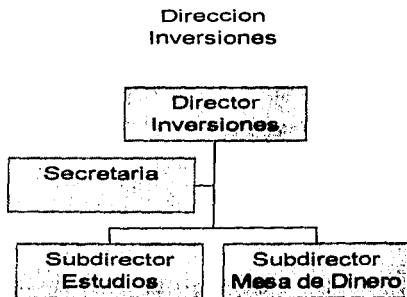 Direccion
Inversiones
Director
Inversiones
Secretaria
Subdirector
Estudios
Subdirector
Mesa de Dinero